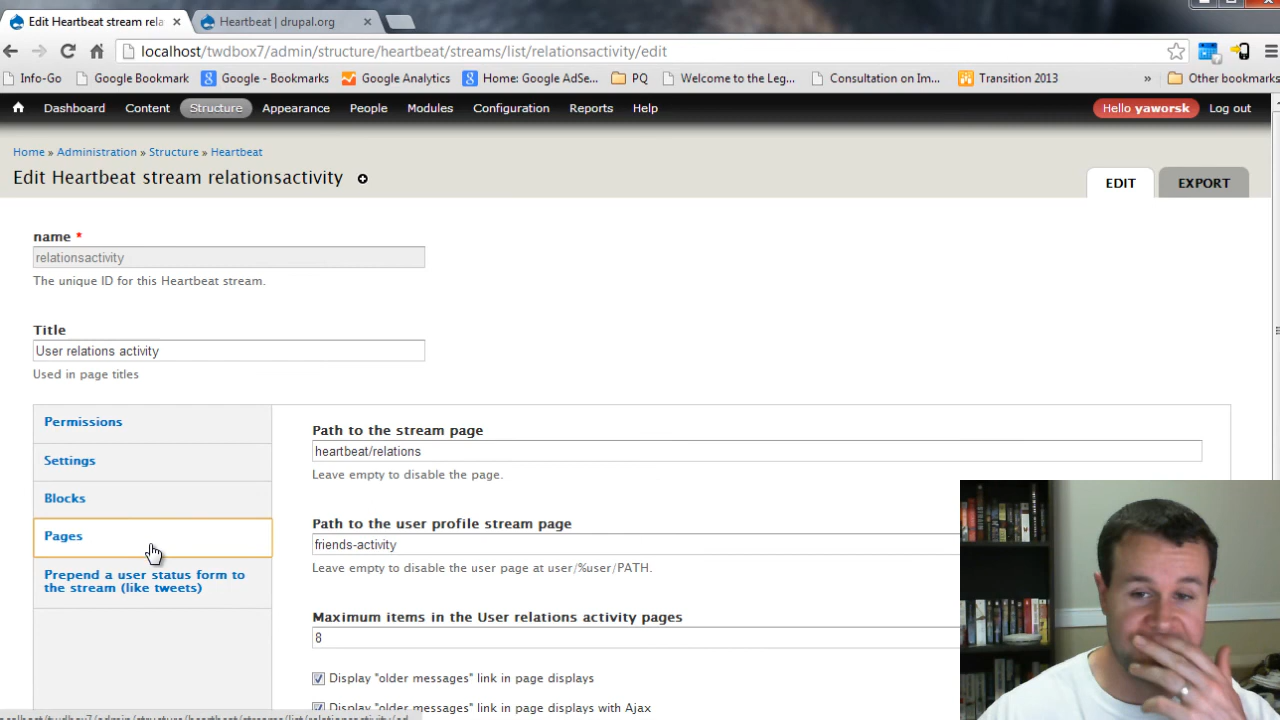 Edit Heartbeat stream rela
Heartbeat | drupal.org
localhost/twdbox7/admin/structure/heartbeat/streams/list/relationsactivity/edit
Info-Go
Google Bookmark
Google - Bookmarks
Google Analytics
Home: Google AdSe...
PQ
Welcome to the Leg...
Consultation on Im...
Transition 2013
»
Other bookmarks
Dashboard
Content
Structure
Appearance
People
Modules
Configuration
Reports
Help
Hello yaworsk
Log out
Home » Administration » Structure » Heartbeat
Edit Heartbeat stream relationsactivity
EDIT
EXPORT
name *
relationsactivity
The unique ID for this Heartbeat stream.
Title
User relations activity
Used in page titles
Permissions
Settings
Blocks
Pages
Prepend a user status form to
the stream (like tweets)
Path to the stream page
heartbeat/relations
Leave empty to disable the page.
Path to the user profile stream page
friends-activity
Leave empty to disable the user page at user/%user/PATH.
Maximum items in the User relations activity pages
8
Display "older messages" link in page displays
Display "older messages" link in page displays with Ajax